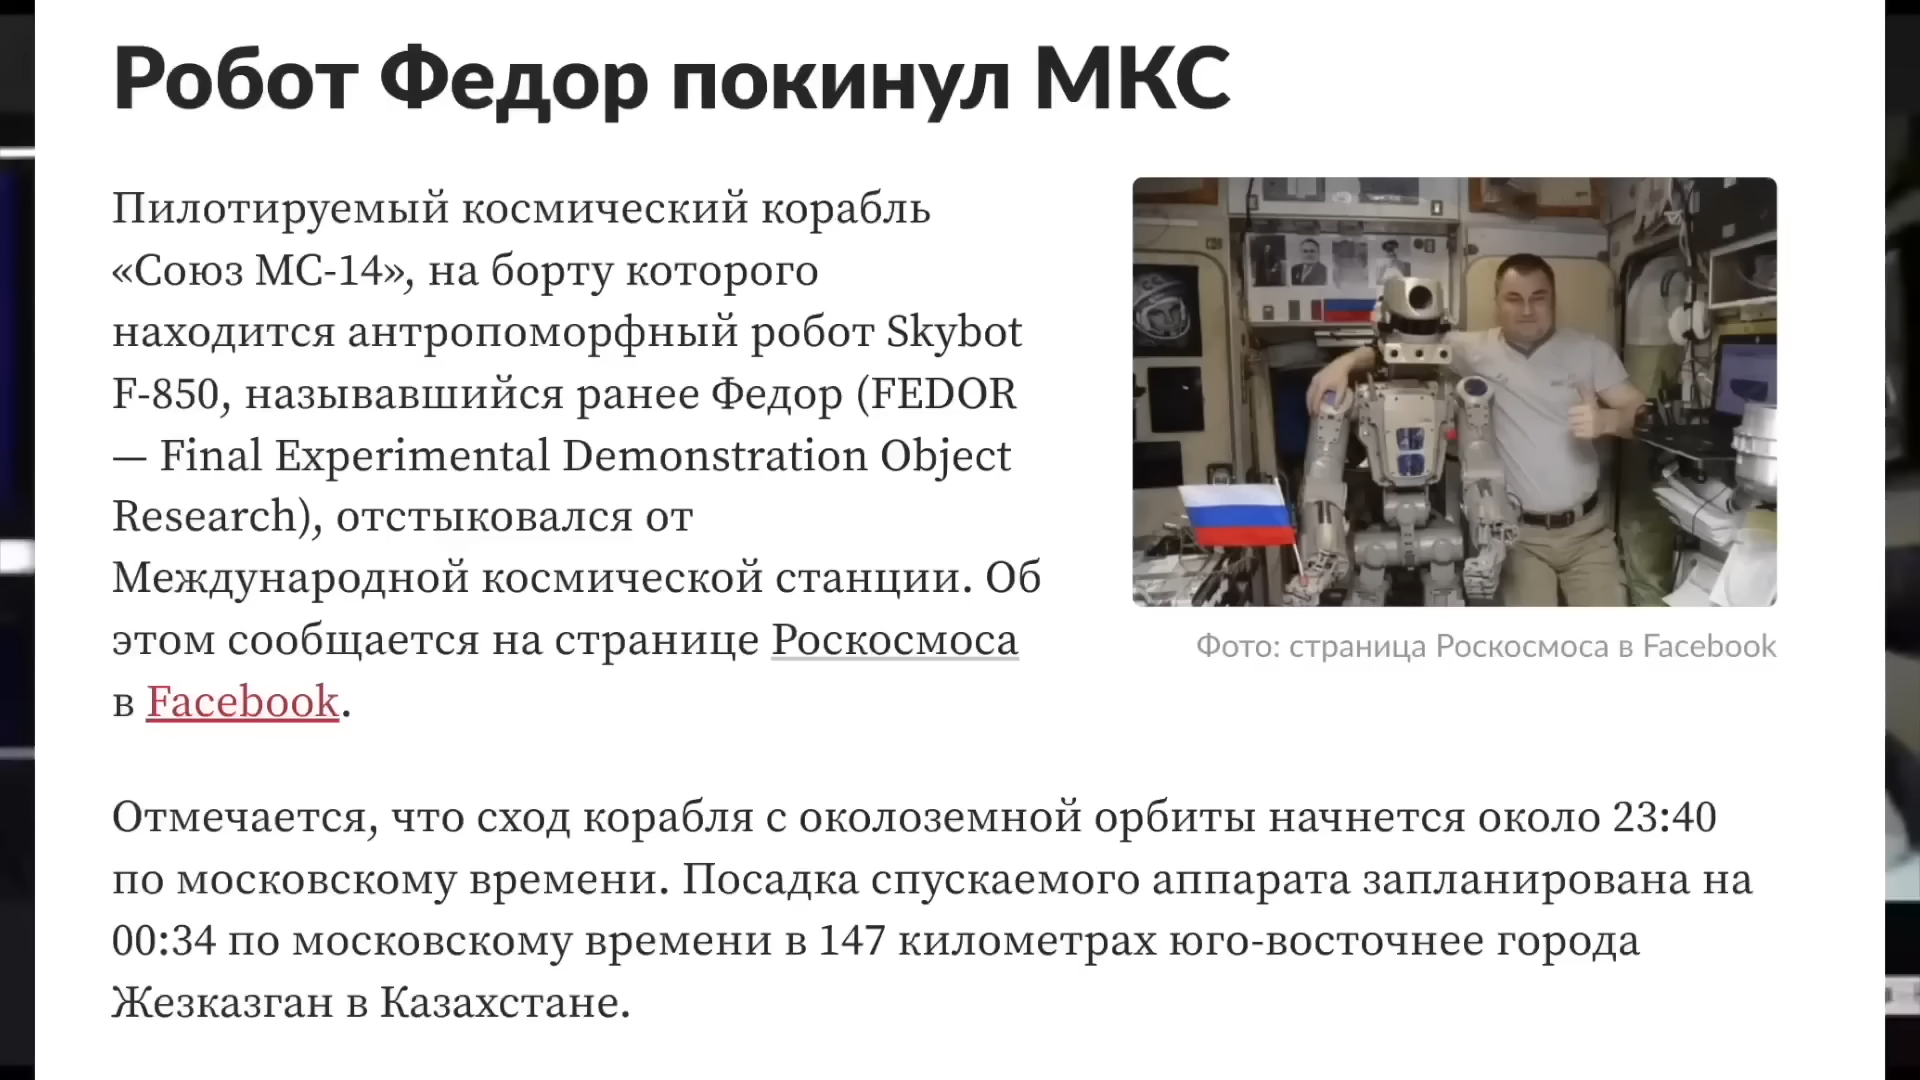 Робот Федор покинул МКС
Пилотируемый космический корабль
«Союз МС-14», на борту которого
находится антропоморфный робот Skybot
F-850, называвшийся ранее Федор (FEDOR
— Final Experimental Demonstration Object
Research), отстыковался от
Международной космической станции. Об
этом сообщается на странице Роскосмоса
в Facebook.
Фото: страница Роскосмоса в Facebook
Отмечается, что сход корабля с околоземной орбиты начнется около 23:40
по московскому времени. Посадка спускаемого аппарата запланирована на
00:34 по московскому времени в 147 километрах юго-восточнее города
Жезказган в Казахстане.